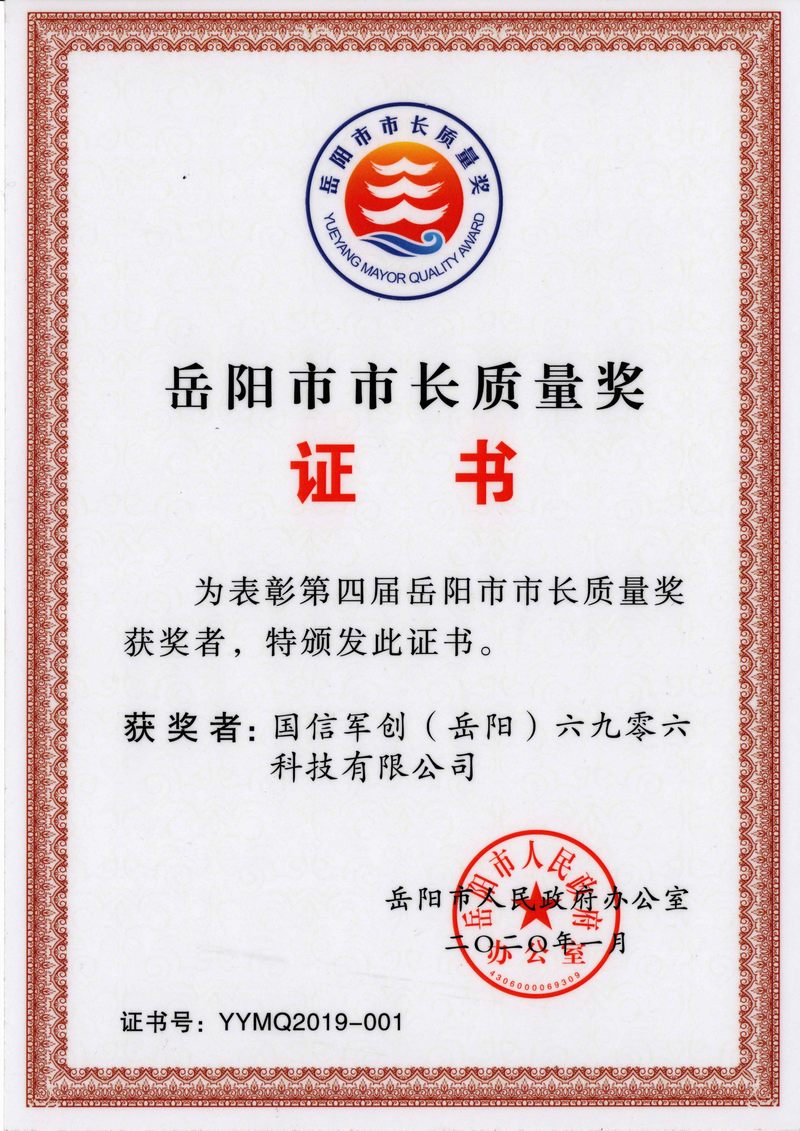 岳阳市市长质量奖
YUEYANG MAYOR QUALITY AWARD
岳阳市市长质量奖
证书
为表彰第四届岳阳市市长质量奖
获奖者，特颁发此证书。
获奖者：国信军创（岳阳）六九零六
科技有限公司
岳阳市人民政府办公室
二〇二〇年一月
岳阳市人民政府
办公室
4306000069309
证书号：YYMQ2019-001